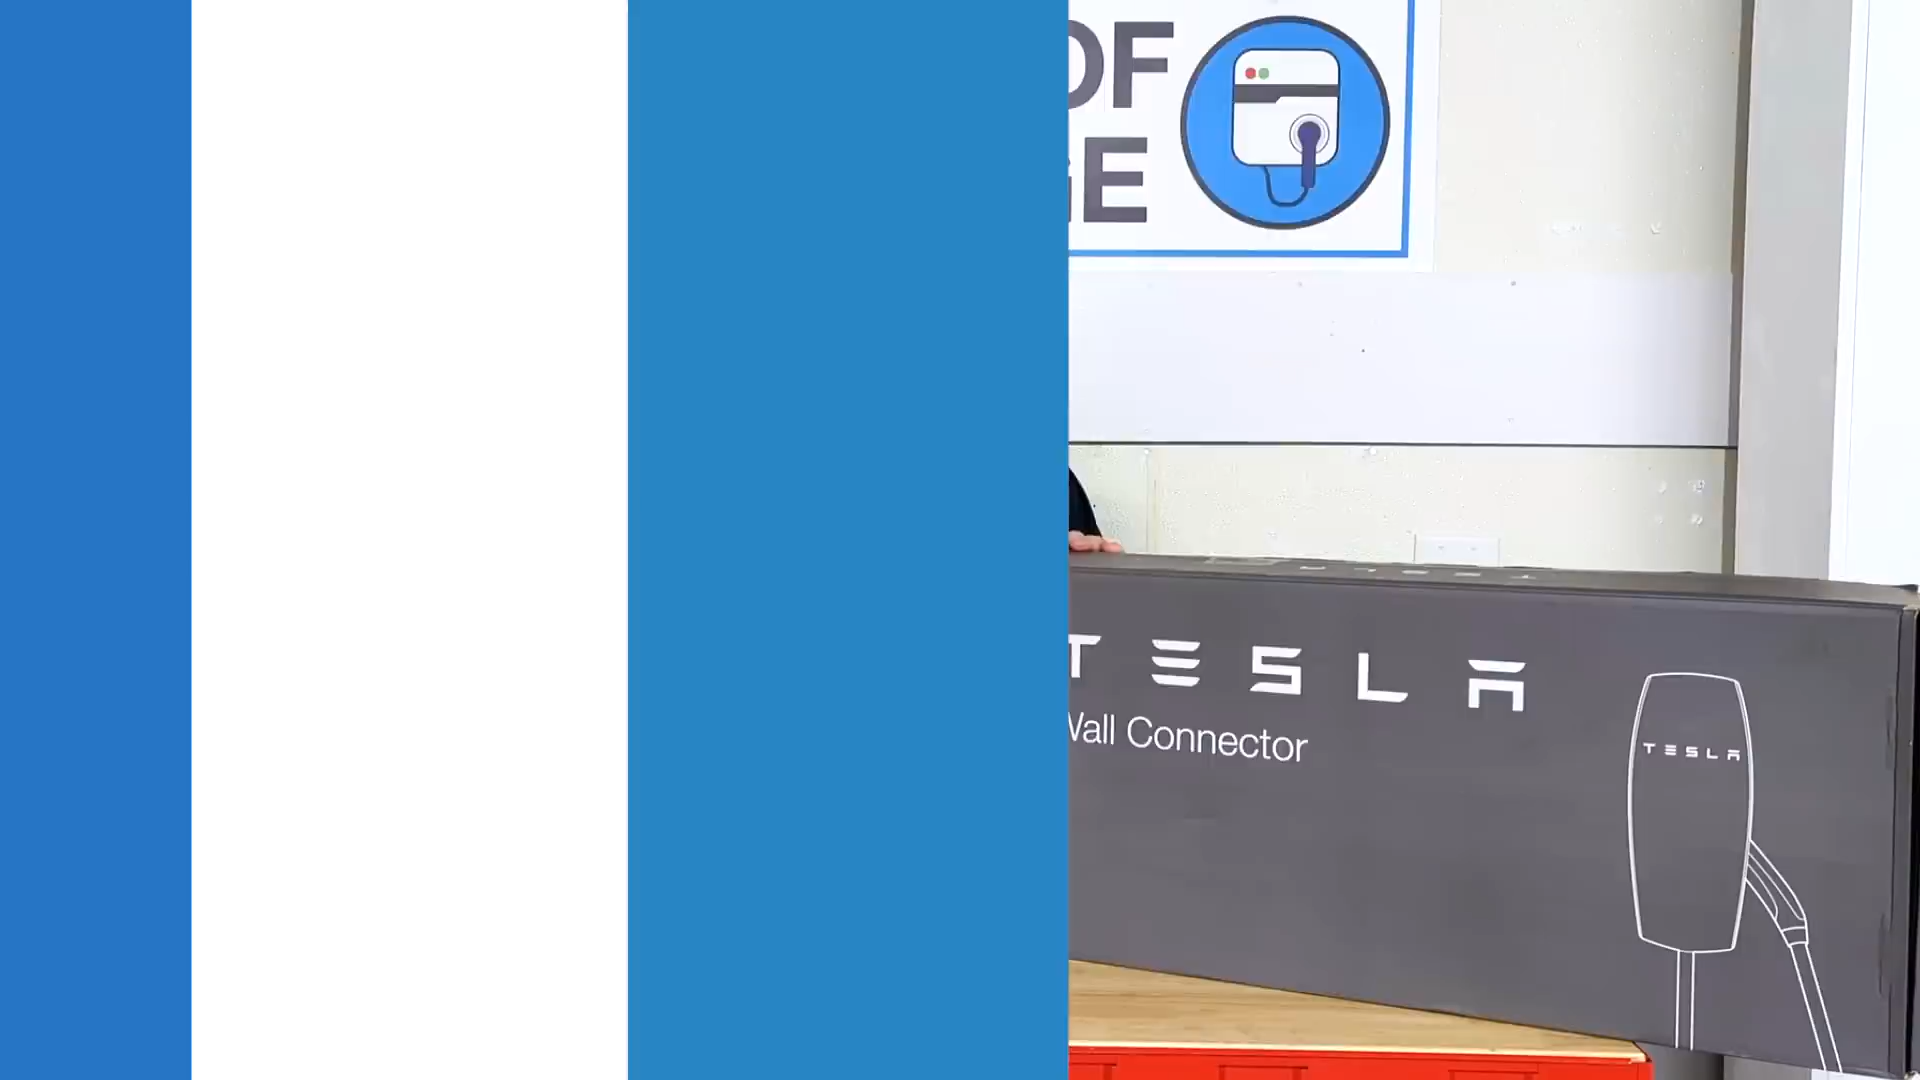 OF
GE
TESLA
Wall Connector
TESLA